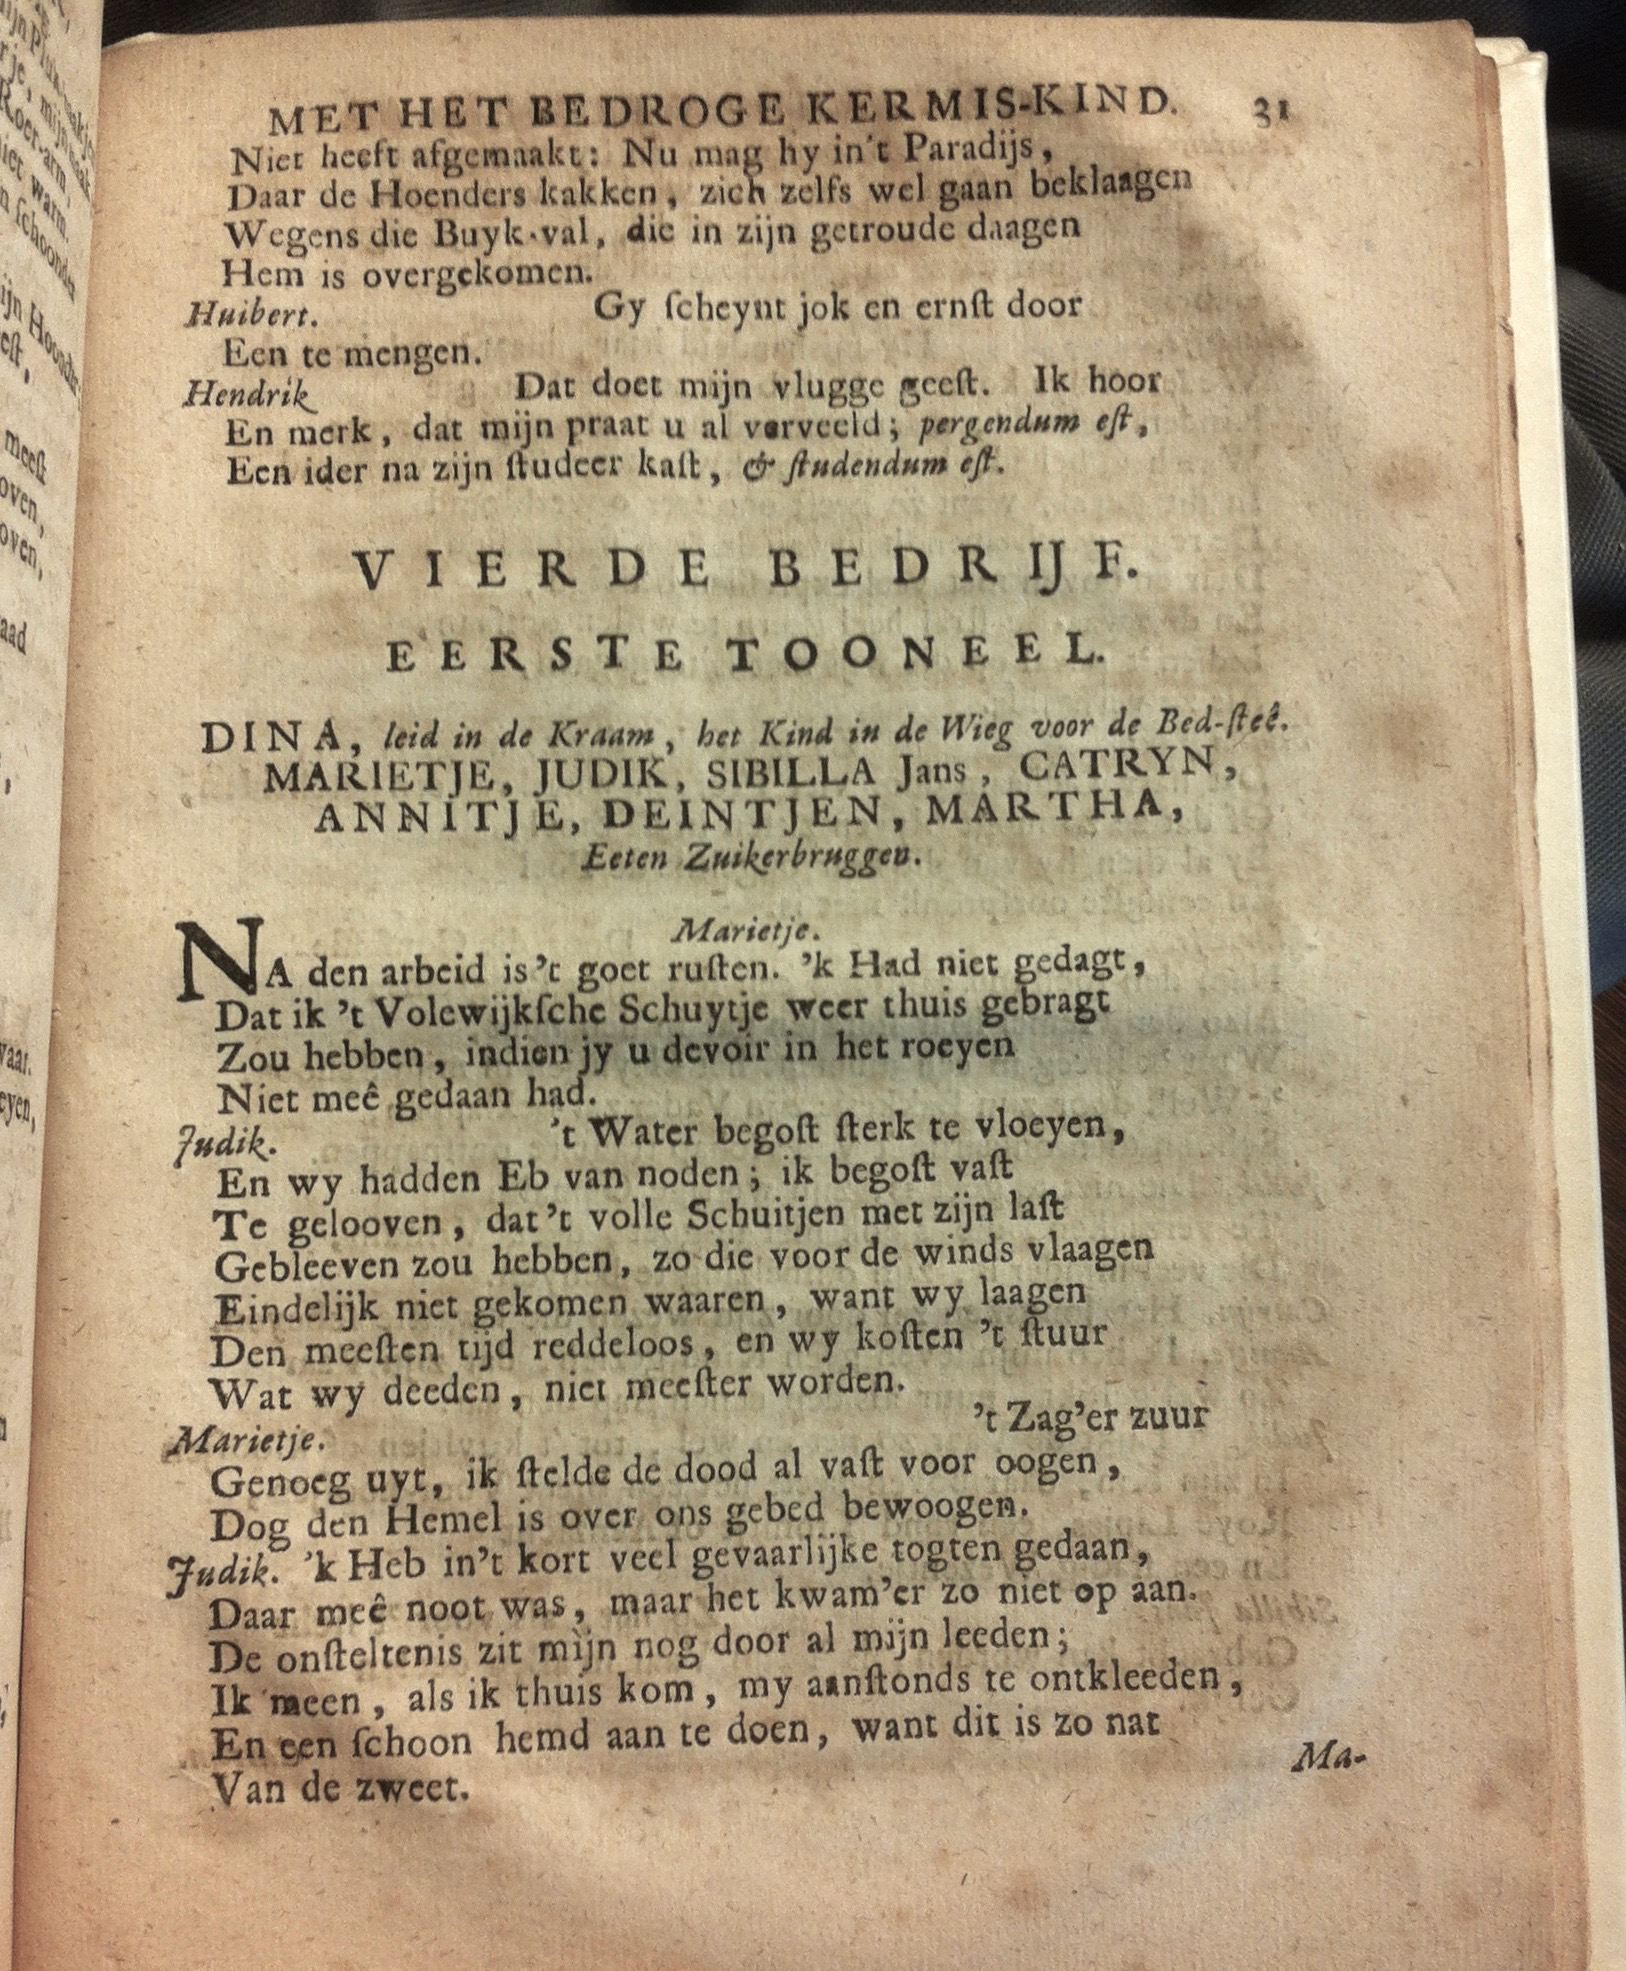 MET HET BEDROGE KERMIS-KIND. 31
Niet heeft afgemaakt: Nu mag hy in't Paradijs,
Daar de Hoenders kakken, zich zelfs wel gaan beklaagen
Wegens die Buyk-val, die in zijn getroude daagen
Hem is overgekomen.
Huibert. Gy ſcheynt jok en ernſt door
Een te mengen.
Hendrik Dat doet mijn vlugge geeſt. Ik hoor
En merk, dat mijn praat u al verveeld; pergendum eſt,
Een ider na zijn ſtudeer kaſt, & ſtudendum eſt.
VIERDE BEDRIJF.
EERSTE TOONEEL.
DINA, leid in de Kraam, het Kind in de Wieg voor de Bed-ſteê.
MARIETJE, JUDIK, SIBILLA Jans, CATRYN,
ANNITJE, DEINTJEN, MARTHA,
Eeten Zuikerbruggen.
Marietje.
NA den arbeid is't goet ruſten. 'k Had niet gedagt,
Dat ik 't Volewijkſche Schuytje weer thuis gebragt
Zou hebben, indien jy u devoir in het roeyen
Niet meê gedaan had.
Judik. 't Water begoſt ſterk te vloeyen,
En wy hadden Eb van noden; ik begoſt vaſt
Te gelooven, dat't volle Schuitjen met zijn laſt
Gebleeven zou hebben, zo die voor de winds vlaagen
Eindelijk niet gekomen waaren, want wy laagen
Den meeſten tijd reddeloos, en wy koſten 't ſtuur
Wat wy deeden, niet meeſter worden.
't Zag'er zuur
Marietje.
Genoeg uyt, ik ſtelde de dood al vaſt voor oogen,
Dog den Hemel is over ons gebed bewoogen.
Judik. 'k Heb in't kort veel gevaarlijke togten gedaan,
Daar meê noot was, maar het kwam'er zo niet op aan.
De onſteltenis zit mijn nog door al mijn leeden;
Ik meen, als ik thuis kom, my aanſtonds te ontkleeden,
En een ſchoon hemd aan te doen, want dit is zo nat
Van de zweet.
Ma-